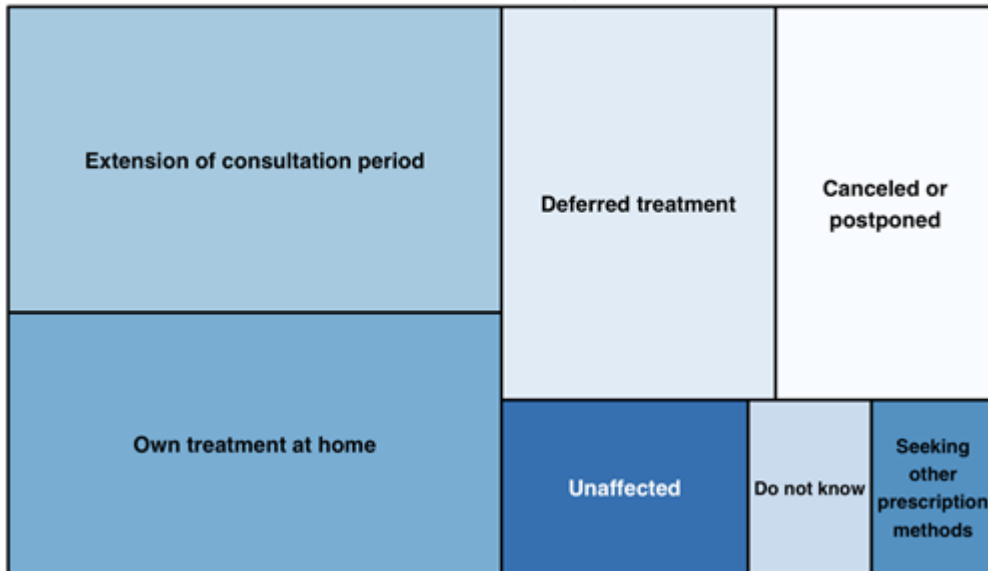 Extension of consultation period
Deferred treatment
Canceled or
postponed
Own treatment at home
Unaffected
Do not know
Seeking
other
prescription
methods